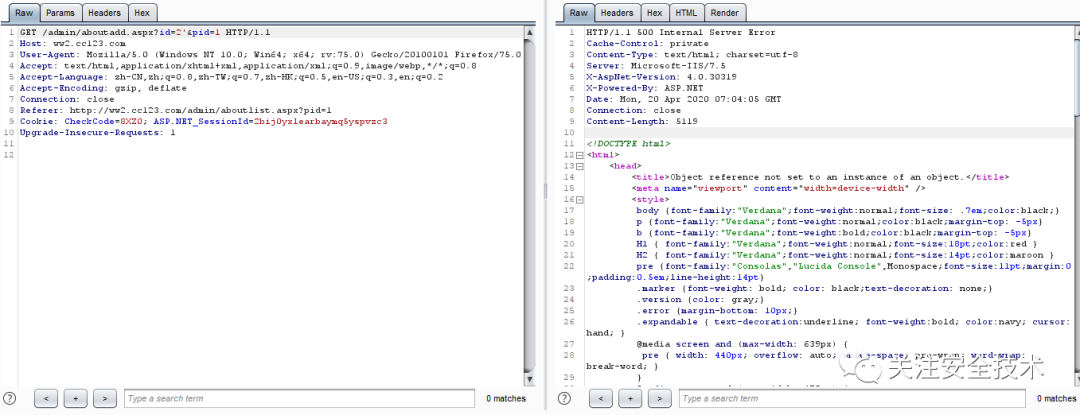 Raw Params Headers Hex
1 GET /admin/aboutadd.aspx?id=2'&pid=1 HTTP/1.1
2 Host: ww2.cc123.com
3 User-Agent: Mozilla/5.0 (Windows NT 10.0; Win64; x64; rv:75.0) Gecko/20100101 Firefox/75.0
4 Accept: text/html,application/xhtml+xml,application/xml;q=0.9,image/webp,*/*;q=0.8
5 Accept-Language: zh-CN,zh;q=0.8,zh-TW;q=0.7,zh-HK;q=0.5,en-US;q=0.3,en;q=0.2
6 Accept-Encoding: gzip, deflate
7 Connection: close
8 Referer: http://ww2.cc123.com/admin/aboutlist.aspx?pid=1
9 Cookie: CheckCode=8XZ0; ASP.NET_SessionId=2bij0yx1earbaymq5yspvzc3
10 Upgrade-Insecure-Requests: 1
11
12
? < + > Type a search term 0 matches
Raw Headers Hex HTML Render
1 HTTP/1.1 500 Internal Server Error
2 Cache-Control: private
3 Content-Type: text/html; charset=utf-8
4 Server: Microsoft-IIS/7.5
5 X-AspNet-Version: 4.0.30319
6 X-Powered-By: ASP.NET
7 Date: Mon, 20 Apr 2020 07:04:05 GMT
8 Connection: close
9 Content-Length: 5119
10
11 <!DOCTYPE html>
12 <html>
13 <head>
14 <title>Object reference not set to an instance of an object.</title>
15 <meta name="viewport" content="width=device-width" />
16 <style>
17 body {font-family:"Verdana";font-weight:normal;font-size: .7em;color:black;}
18 p {font-family:"Verdana";font-weight:normal;color:black;margin-top: -5px}
19 b {font-family:"Verdana";font-weight:bold;color:black;margin-top: -5px}
20 H1 { font-family:"Verdana";font-weight:normal;font-size:18pt;color:red }
21 H2 { font-family:"Verdana";font-weight:normal;font-size:14pt;color:maroon }
22 pre {font-family:"Consolas","Lucida Console",Monospace;font-size:11pt;margin:0
;padding:0.5em;line-height:14pt}
23 .marker {font-weight: bold; color: black;text-decoration: none;}
24 .version {color: gray;}
25 .error {margin-bottom: 10px;}
26 .expandable { text-decoration:underline; font-weight:bold; color:navy; cursor:
hand; }
27 @media screen and (max-width: 639px) {
28 pre { width: 440px; overflow: auto; white-space: pre-wrap; word-wrap:
break-word; }
29 }
关注安全技术
? < + > Type a search term 0 matches